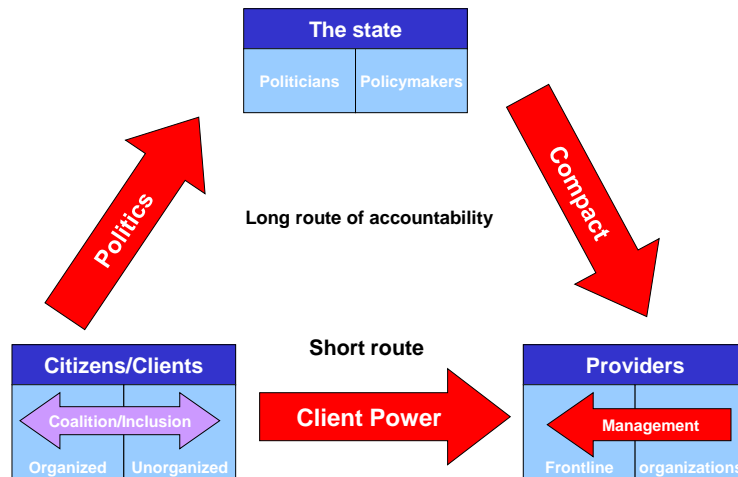 The state
Politicians
Policymakers
Politics
Compact
Long route of accountability
Short route
Citizens/Clients
Coalition/Inclusion
Organized
Unorganized
Client Power
Providers
Management
Frontline
organizations